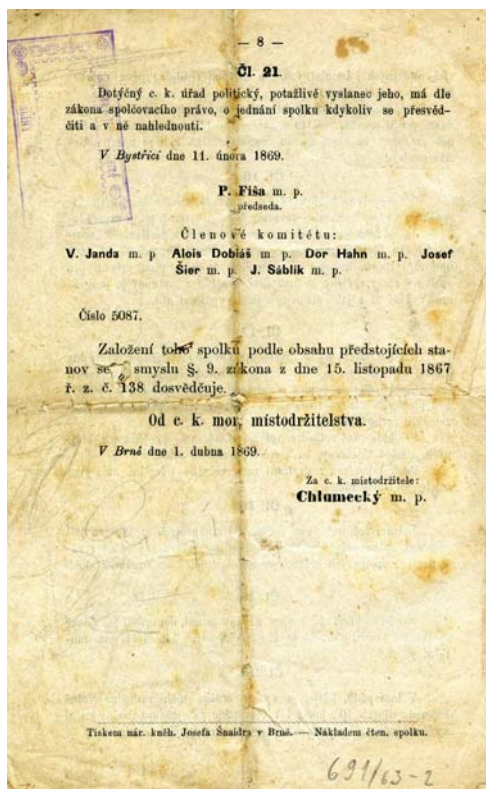 — 8 —
Čl. 21.
Dotýčný c. k. úřad politický, potažlivě vyslanec jeho, má dle
zákona spolčovacího právo, o jednání spolku kdykoliv se přesvěd-
čiti a v ně nahlednouti.
V Bystřici dne 11. února 1869.
P. Fiša m. p.
předseda.
Členové komitétu:
V. Janda m. p Alois Dobiáš m p. Dor Hahn m. p. Josef
Šier m. p. J. Sáblík m. p.
Číslo 5087.
Založení toho spolku podle obsahu předstojících sta-
nov se smyslu §. 9. zákona z dne 15. listopadu 1867
ř. z. č. 138 dosvědčuje.
Od c. k. mor. místodržitelstva.
V Brně dne 1. dubna 1869.
Za c. k. místodržitele:
Chlumecký m. p.
Tiskem nár. kněh. Josefa Šnaidra v Brně. — Nákladem čten. spolku.
691/63-2